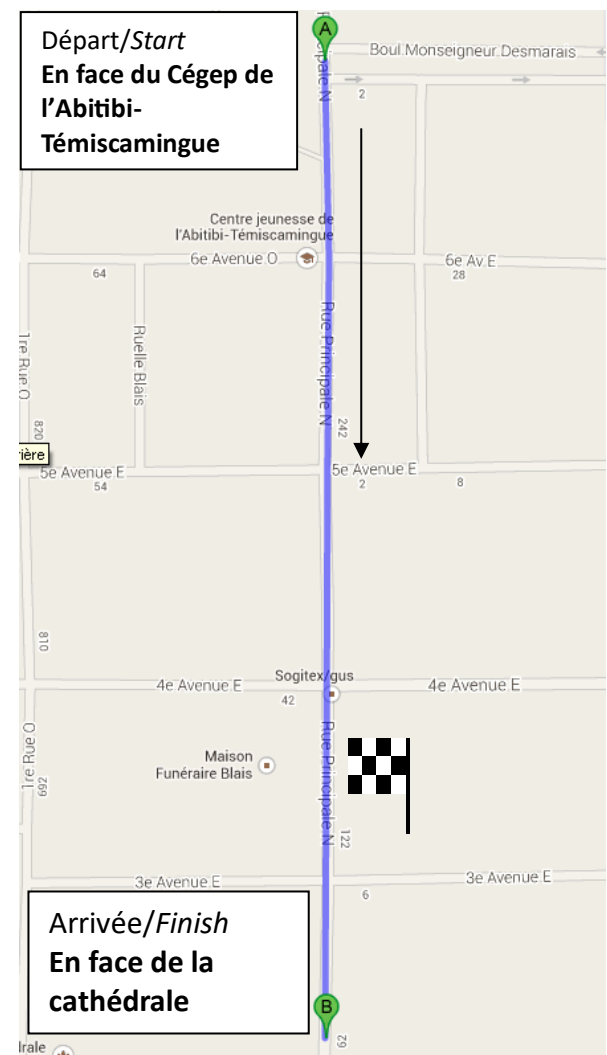 Départ/Start
En face du Cégep de
l'Abitibi-
Témiscamingue
A
Boul Monseigneur Desmarais
2
Centre jeunesse de
l'Abitibi-Témiscamingue
6e Avenue O
6e Av E
64
28
Rue Principale N
Ruelle Blais
1re Rue O
820
242
ière
5e Avenue E
5e Avenue E
54
2
8
810
Sogitex/gus
4e Avenue E
4e Avenue E
42
Maison
Funéraire Blais
1re Rue O
692
Rue Principale N
122
3e Avenue E
3e Avenue E
6
Arrivée/Finish
En face de la
cathédrale
B
62